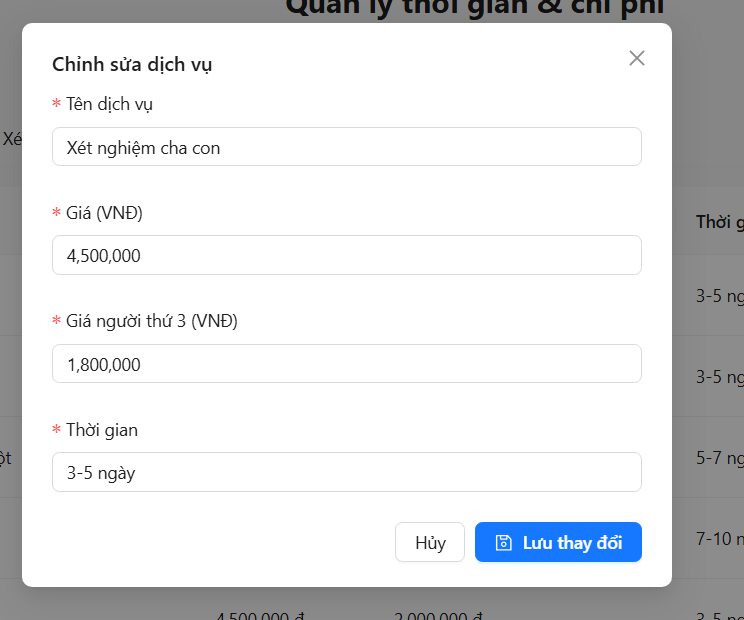 Quản lý thời gian & chi phí
Chỉnh sửa dịch vụ
* Tên dịch vụ
Xét nghiệm cha con
* Giá (VNĐ)
4,500,000
* Giá người thứ 3 (VNĐ)
1,800,000
* Thời gian
3-5 ngày
Hủy
Lưu thay đổi
Xé
Thời g
3-5 ng
3-5 ng
ột
5-7 ng
7-10 n
4.500.000 đ
2.000.000 đ
3-5 ng